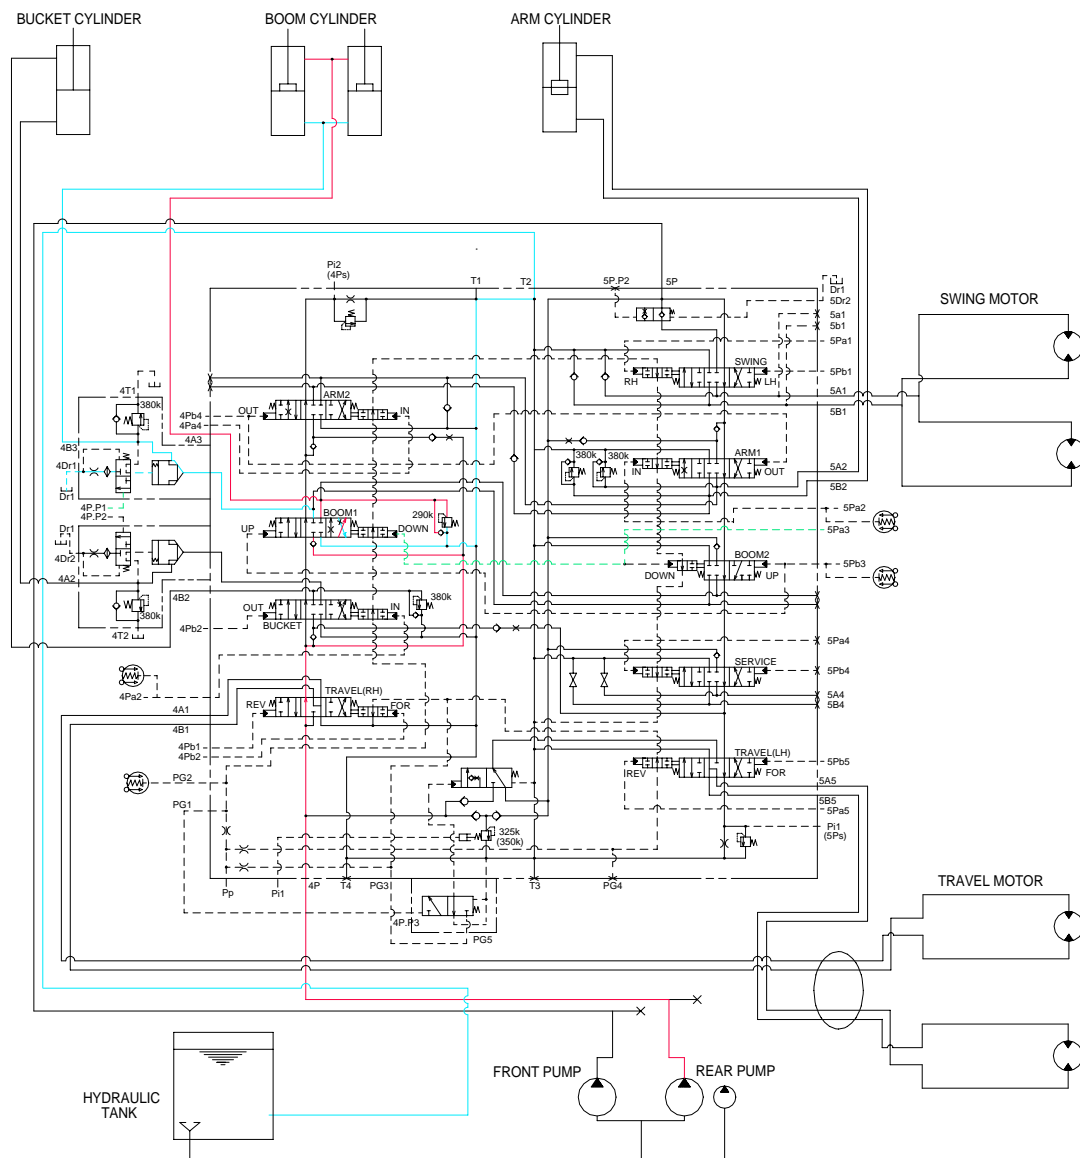 BUCKET CYLINDER
BOOM CYLINDER
ARM CYLINDER
Pi2
(4Ps)
T1
T2
5P.P2
5P
Dr1
5Dr2
5a1
5b1
5Pa1
SWING MOTOR
SWING
RH
LH
5Pb1
5A1
5B1
4T1
380k
ARM2
OUT
IN
4Pb4
4Pa4
4A3
4B3
4Dr1
Dr1
4P.P1
4P.P2
380k
380k
ARM1
IN
OUT
5A2
5B2
290k
BOOM1
UP
DOWN
5Pa2
5Pa3
Dr1
4Dr2
4A2
BOOM2
DOWN
UP
5Pb3
4B2
380k
380k
OUT
IN
BUCKET
4Pb2
4T2
5Pa4
SERVICE
5Pb4
4Pa2
5A4
5B4
TRAVEL(RH)
REV
FOR
4A1
4B1
4Pb1
4Pb2
TRAVEL(LH)
REV
FOR
5Pb5
PG2
5A5
5B5
5Pa5
PG1
325k
(350k)
Pi1
(5Ps)
Pp
Pi1
4P
T4
PG3
T3
PG4
4P.P3
PG5
TRAVEL MOTOR
FRONT PUMP
REAR PUMP
HYDRAULIC
TANK